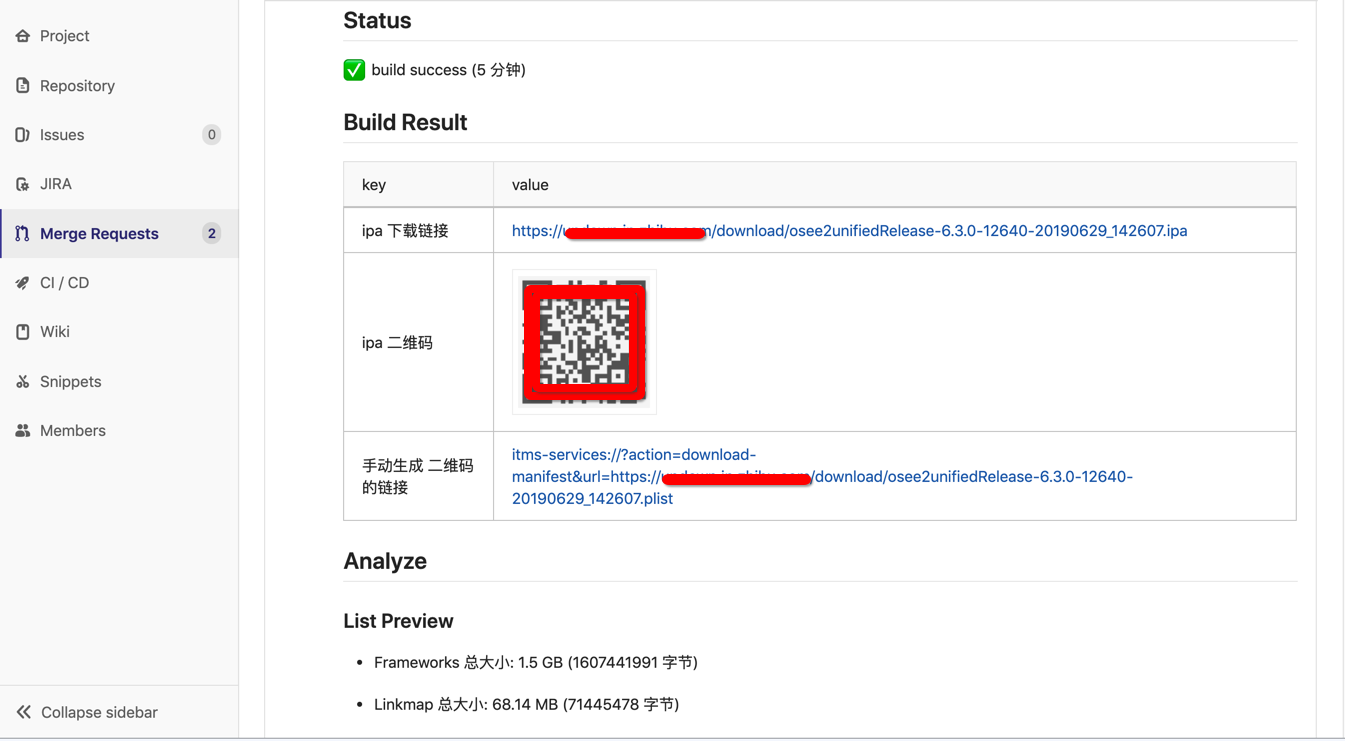 Project
Repository
Issues 0
JIRA
Merge Requests 2
CI / CD
Wiki
Snippets
Members
Collapse sidebar
Status
build success (5 分钟)
Build Result
key value
ipa 下载链接 https:// /download/osee2unifiedRelease-6.3.0-12640-20190629_142607.ipa
ipa 二维码
手动生成 二维码
的链接
itms-services://?action=download-
manifest&url=https:// /download/osee2unifiedRelease-6.3.0-12640-
20190629_142607.plist
Analyze
List Preview
• Frameworks 总大小: 1.5 GB (1607441991 字节)
• Linkmap 总大小: 68.14 MB (71445478 字节)